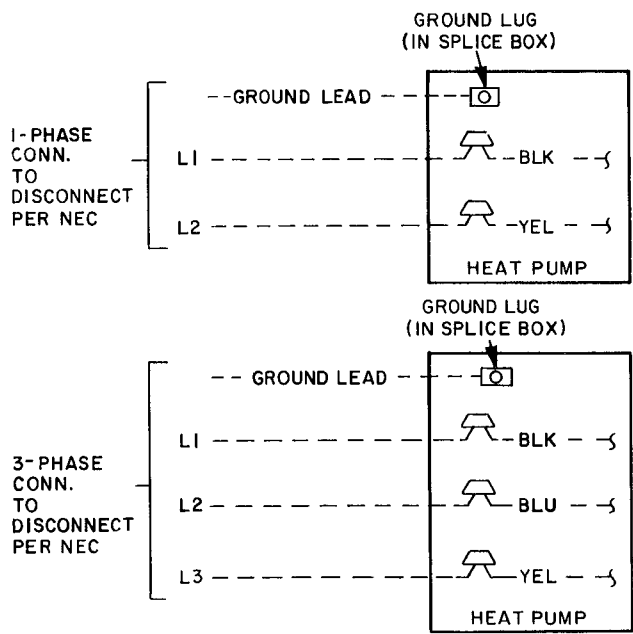 GROUND LUG
(IN SPLICE BOX)
GROUND LEAD
1-PHASE
CONN.
TO
DISCONNECT
PER NEC
L1
BLK
L2
YEL
HEAT PUMP
GROUND LUG
(IN SPLICE BOX)
GROUND LEAD
3-PHASE
CONN.
TO
DISCONNECT
PER NEC
L1
BLK
L2
BLU
L3
YEL
HEAT PUMP